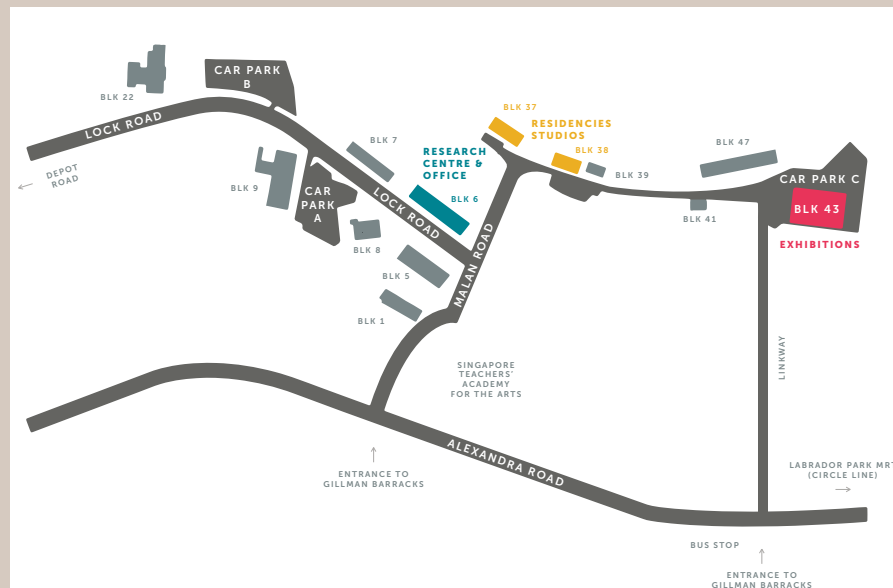 BLK 22
CAR PARK
B
LOCK ROAD
DEPOT
ROAD
BLK 9
CAR
PARK
A
BLK 7
LOCK ROAD
BLK 8
RESEARCH
CENTRE &
OFFICE
BLK 6
BLK 5
BLK 1
MALAN ROAD
BLK 37
RESIDENCIES
STUDIOS
BLK 38
BLK 39
BLK 47
BLK 41
CAR PARK C
BLK 43
EXHIBITIONS
LINKWAY
SINGAPORE
TEACHERS'
ACADEMY
FOR THE ARTS
ALEXANDRA ROAD
ENTRANCE TO
GILLMAN BARRACKS
LABRADOR PARK MRT
(CIRCLE LINE)
BUS STOP
ENTRANCE TO
GILLMAN BARRACKS